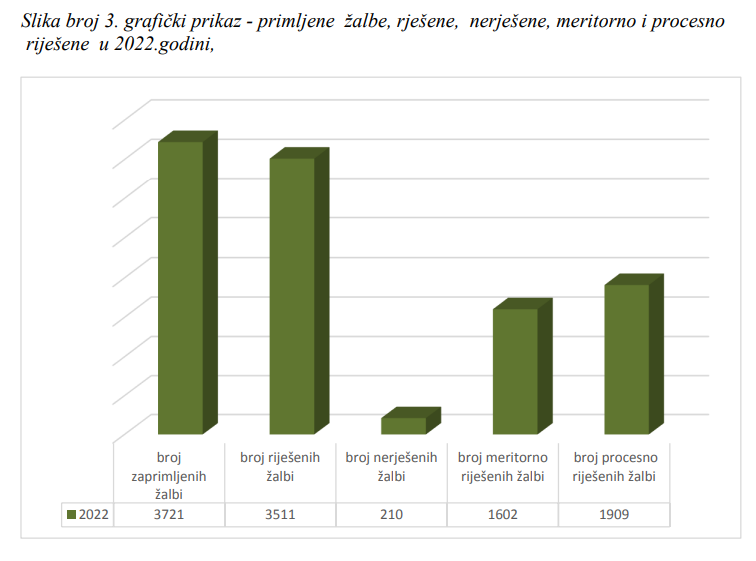 Slika broj 3. grafički prikaz - primljene žalbe, rješene, nerješene, meritorno i procesno
riješene u 2022.godini,
broj
zaprimljenih
žalbi
broj riješenih
žalbi
broj nerješenih
žalbi
broj meritorno
riješenih žalbi
broj procesno
riješenih žalbi
2022 3721 3511 210 1602 1909